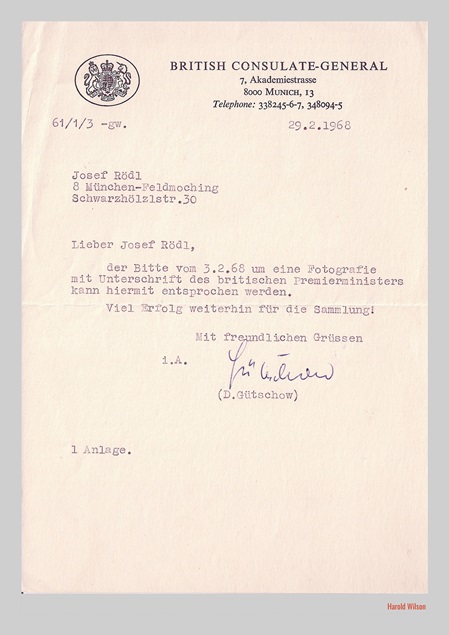 BRITISH CONSULATE-GENERAL
7, Akademiestrasse
8000 MUNICH, 13
Telephone: 338245-6-7, 348094-5
61/1/3 -gw.
29.2.1968
Josef Rödl
8 München-Feldmoching
Schwarzhölzlstr.30
Lieber Josef Rödl,
der Bitte vom 3.2.68 um eine Fotografie
mit Unterschrift des britischen Premierministers
kann hiermit entsprochen werden.
Viel Erfolg weiterhin für die Sammlung!
Mit freundlichen Grüssen
i.A.
Gütschow
(D.Gütschow)
1 Anlage.
Harold Wilson